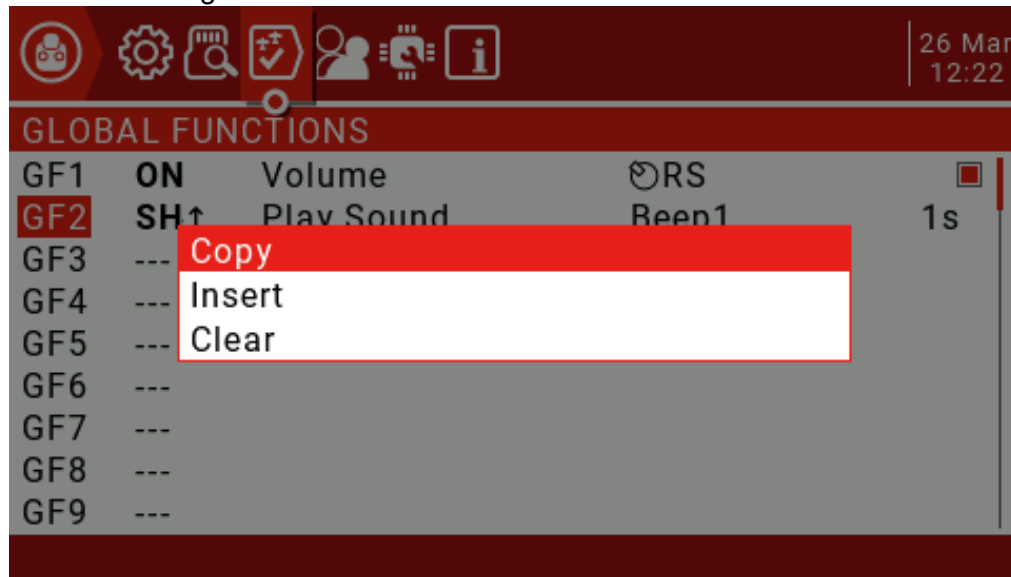 26 Mar
12:22
GLOBAL FUNCTIONS
GF1 ON Volume RS
GF2 SH↑ Play Sound Beep1 1s
GF3 --- Copy
GF4 --- Insert
GF5 --- Clear
GF6 ---
GF7 ---
GF8 ---
GF9 ---